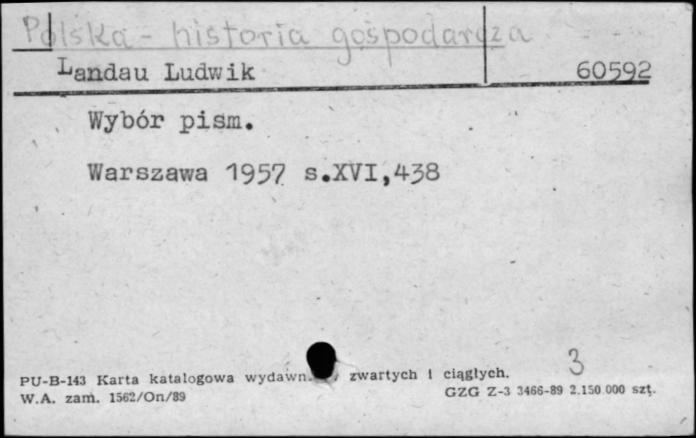 Polska - historia gospodarcza
Landau Ludwik 60592
Wybór pism.
Warszawa 1957 s.XVI,438
3
PU-B-143 Karta katalogowa wydawn. zwartych i ciągłych.
W.A. zam. 1562/On/89 GZG Z-3 3466-89 2.150.000 szt.